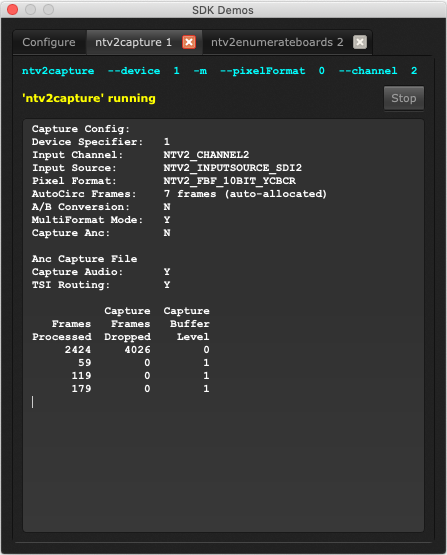 SDK Demos
Configure ntv2capture 1 ntv2enumerateboards 2
ntv2capture --device 1 -m --pixelFormat 0 --channel 2
'ntv2capture' running Stop
Capture Config:
Device Specifier: 1
Input Channel: NTV2_CHANNEL2
Input Source: NTV2_INPUTSOURCE_SDI2
Pixel Format: NTV2_FBF_10BIT_YCBCR
AutoCirc Frames: 7 frames (auto-allocated)
A/B Conversion: N
MultiFormat Mode: Y
Capture Anc: N
Anc Capture File
Capture Audio: Y
TSI Routing: Y
Capture Capture
Frames Frames Buffer
Processed Dropped Level
2424 4026 0
59 0 1
119 0 1
179 0 1